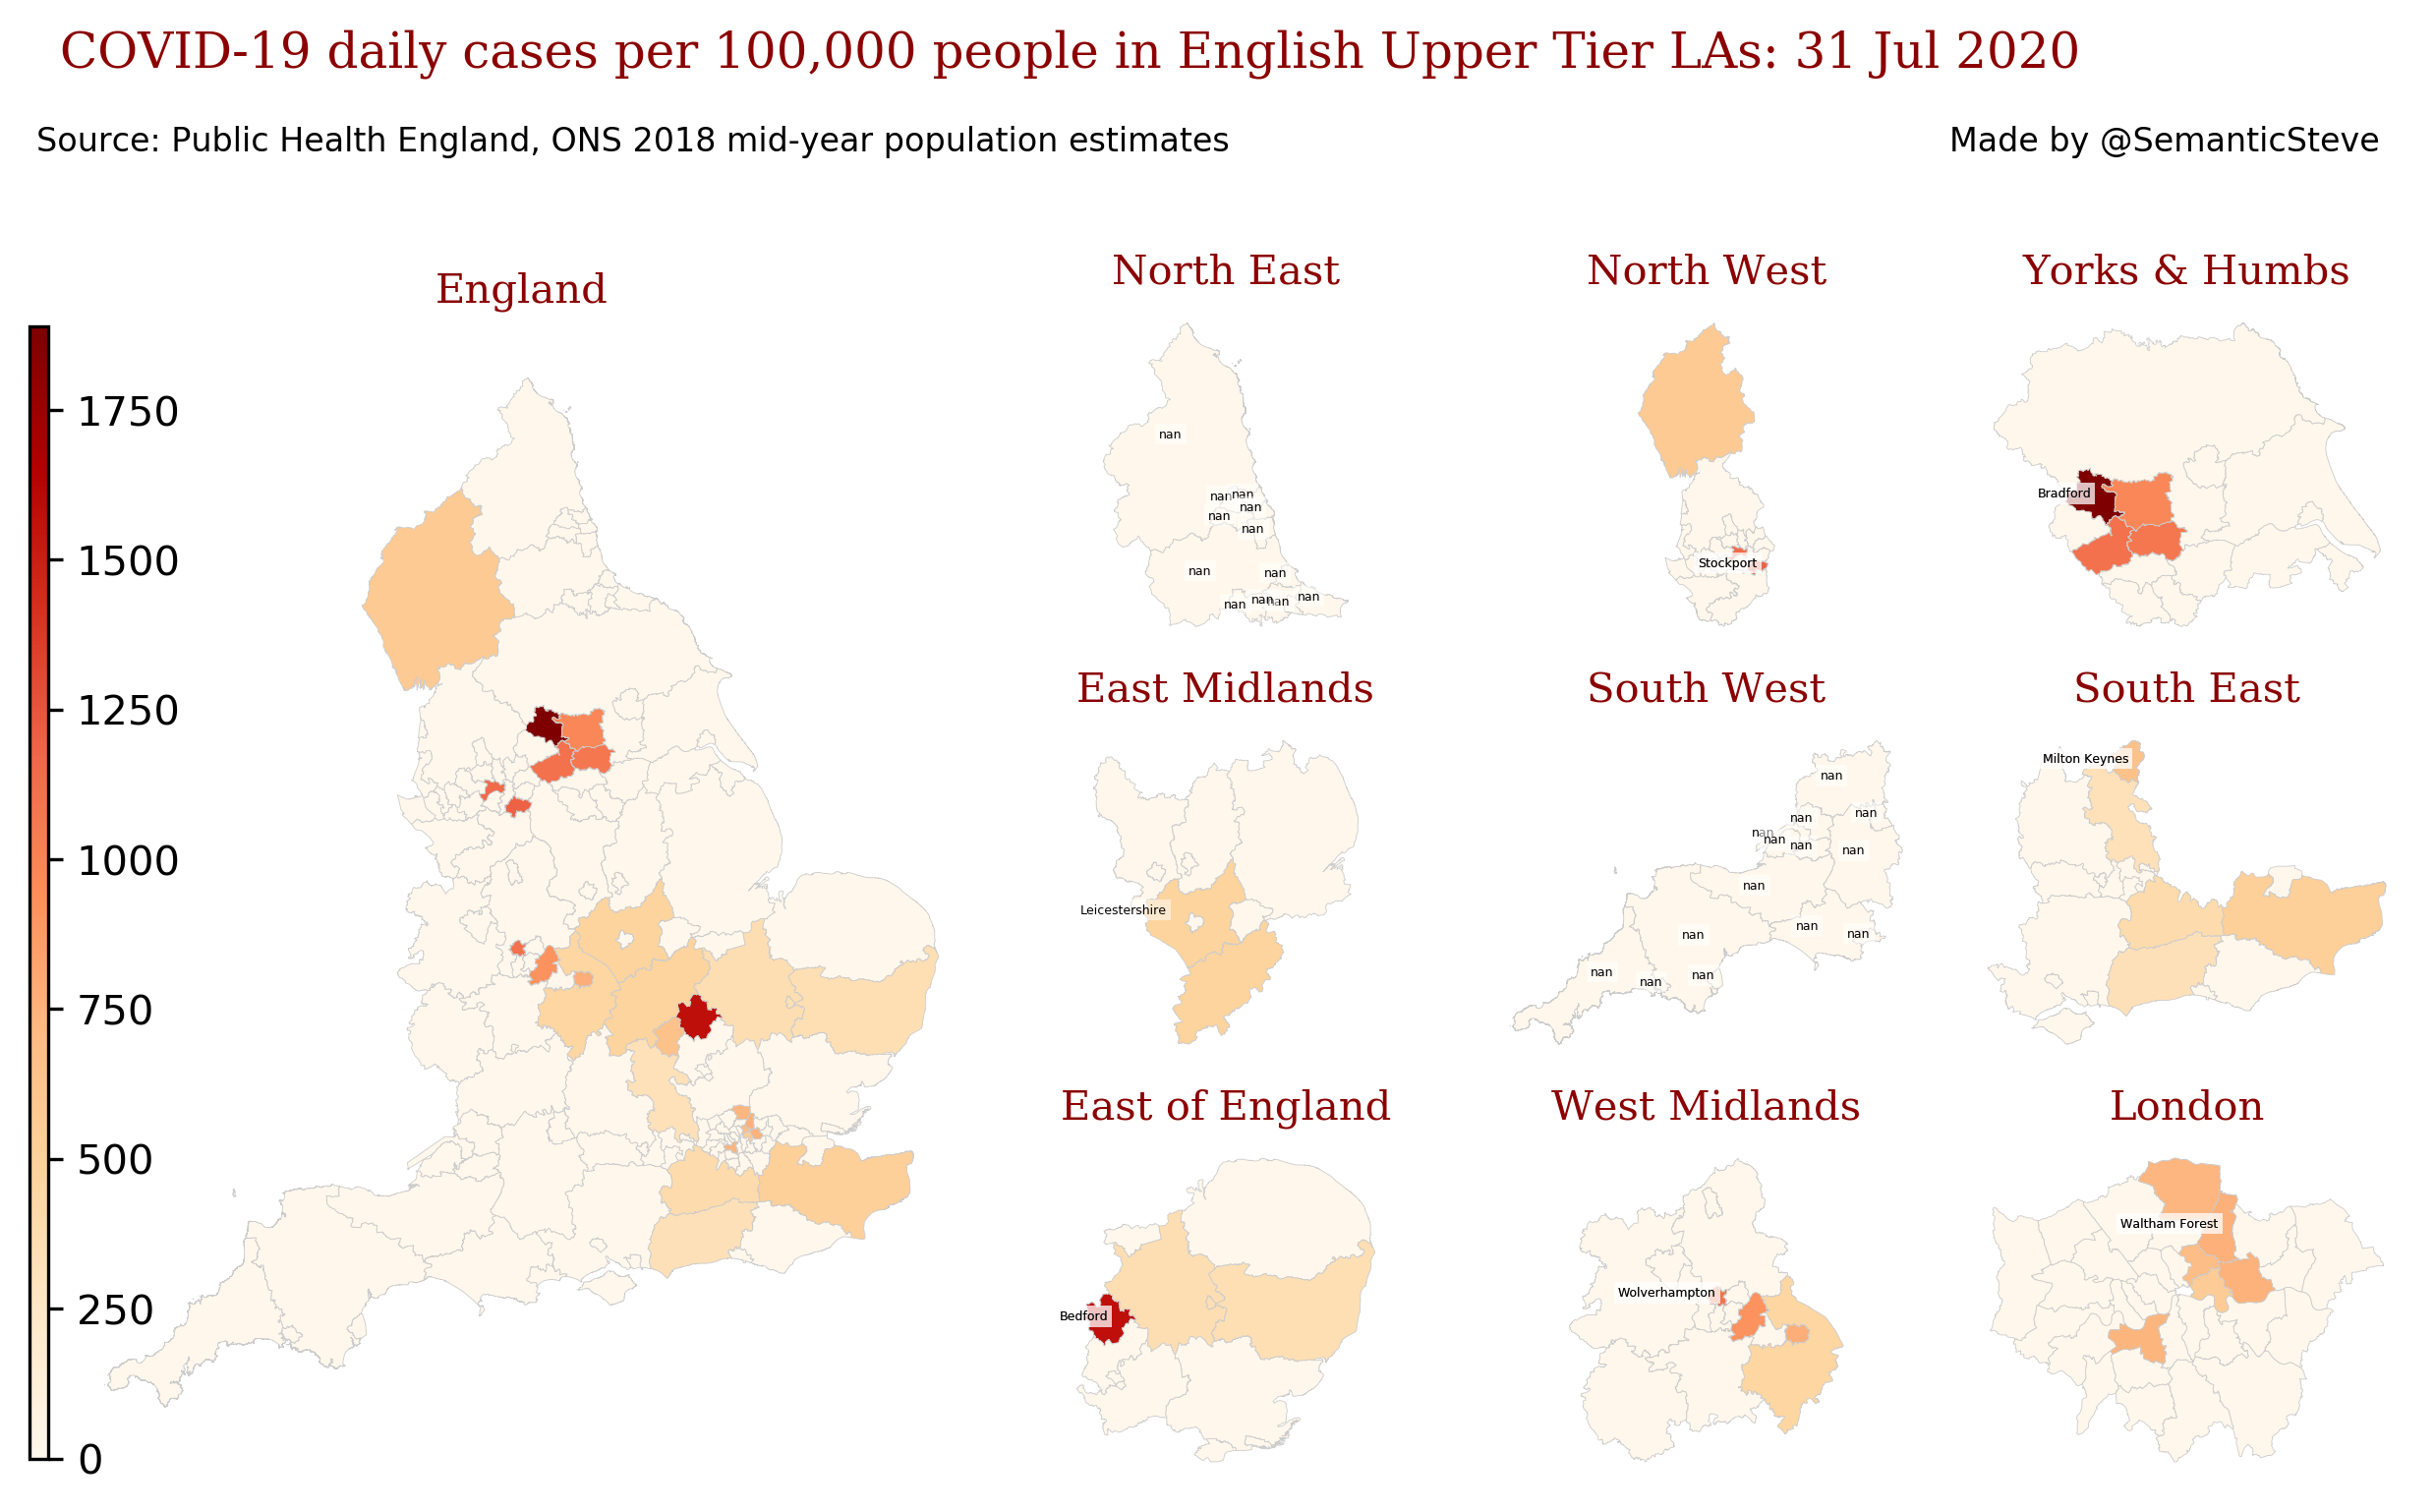 COVID-19 daily cases per 100,000 people in English Upper Tier LAs: 31 Jul 2020
Source: Public Health England, ONS 2018 mid-year population estimates
Made by @SemanticSteve
England
1750
1500
1250
1000
750
500
250
0
North East
nan
nan
nan
nan
nan
nan
nan
nan
nan
nan
nan
nan
North West
Stockport
Yorks & Humbs
Bradford
East Midlands
Leicestershire
South West
nan
nan
nan
nan
nan
nan
nan
nan
nan
nan
nan
nan
nan
nan
South East
Milton Keynes
East of England
Bedford
West Midlands
Wolverhampton
London
Waltham Forest